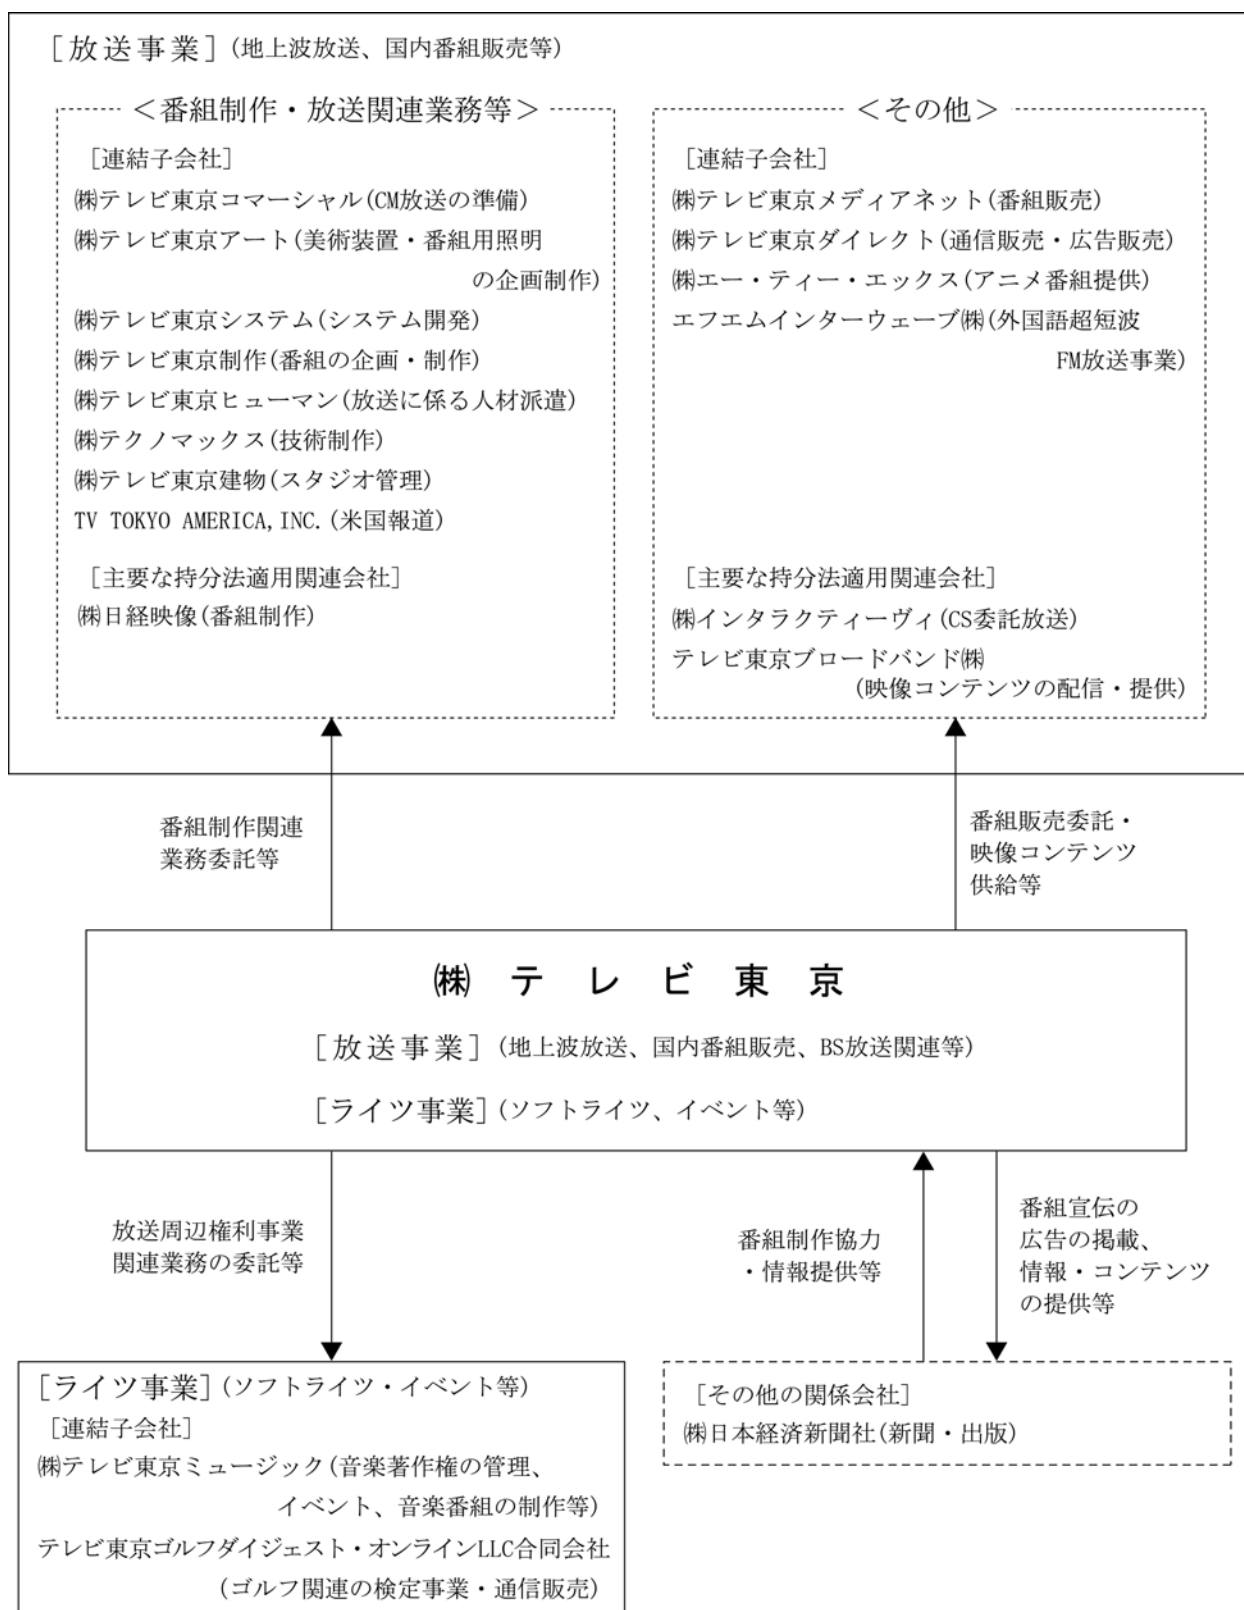 ［放送事業］(地上波放送、国内番組販売等)
＜番組制作・放送関連業務等＞
［連結子会社］
㈱テレビ東京コマーシャル(CM放送の準備)
㈱テレビ東京アート(美術装置・番組用照明
の企画制作)
㈱テレビ東京システム(システム開発)
㈱テレビ東京制作(番組の企画・制作)
㈱テレビ東京ヒューマン(放送に係る人材派遣)
㈱テクノマックス(技術制作)
㈱テレビ東京建物(スタジオ管理)
TV TOKYO AMERICA,INC.(米国報道)
［主要な持分法適用関連会社］
㈱日経映像(番組制作)
＜その他＞
［連結子会社］
㈱テレビ東京メディアネット(番組販売)
㈱テレビ東京ダイレクト(通信販売・広告販売)
㈱エー・ティー・エックス(アニメ番組提供)
エフエムインターウェーブ㈱(外国語超短波
FM放送事業)
［主要な持分法適用関連会社］
㈱インタラクティーヴィ(CS委託放送)
テレビ東京ブロードバンド㈱
(映像コンテンツの配信・提供)
番組制作関連
業務委託等
番組販売委託・
映像コンテンツ
供給等
㈱テレビ東京
［放送事業］(地上波放送、国内番組販売、BS放送関連等)
［ライツ事業］(ソフトライツ、イベント等)
放送周辺権利事業
関連業務の委託等
番組制作協力
・情報提供等
番組宣伝の
広告の掲載、
情報・コンテンツ
の提供等
［ライツ事業］(ソフトライツ・イベント等)
［連結子会社］
㈱テレビ東京ミュージック(音楽著作権の管理、
イベント、音楽番組の制作等)
テレビ東京ゴルフダイジェスト・オンラインLLC合同会社
(ゴルフ関連の検定事業・通信販売)
［その他の関係会社］
㈱日本経済新聞社(新聞・出版)